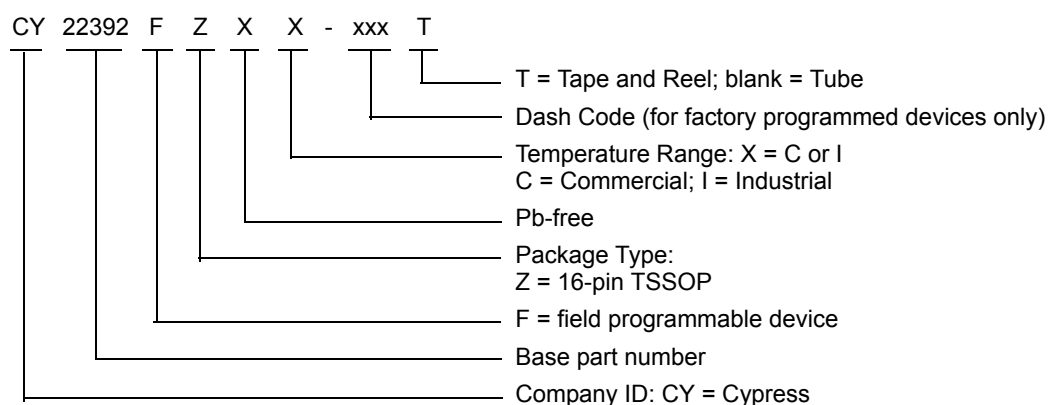 CY 22392 F Z X X - xxx T
T = Tape and Reel; blank = Tube
Dash Code (for factory programmed devices only)
Temperature Range: X = C or I
C = Commercial; I = Industrial
Pb-free
Package Type:
Z = 16-pin TSSOP
F = field programmable device
Base part number
Company ID: CY = Cypress